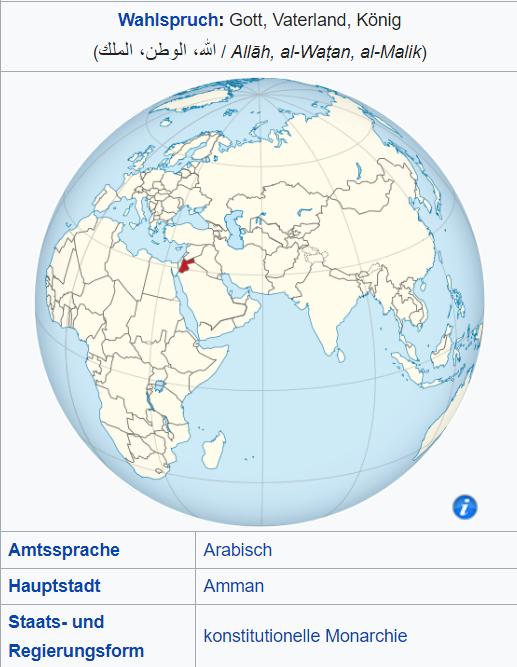 Wahlspruch: Gott, Vaterland, König
(الله، الوطن، الملك / Allāh, al-Waṭan, al-Malik)
i
Amtssprache Arabisch
Hauptstadt Amman
Staats- und
Regierungsform konstitutionelle Monarchie